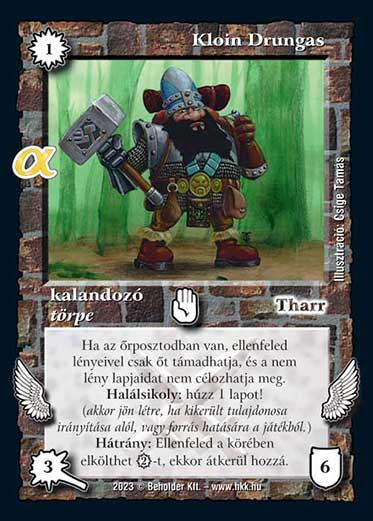 1
Kloin Drungas
α
Illusztráció: Csige Tamás
kalandozó
törpe
Tharr
Ha az őrposztodban van, ellenfeled
lényeivel csak őt támadhatja, és a nem
lény lapjaidat nem célozhatja meg.
Halálsikoly: húzz 1 lapot!
(akkor jön létre, ha kikerült tulajdonosa
irányítása alól, vagy forrás hatására a játékból.)
Hátrány: Ellenfeled a körében
elkölthet 2-t, ekkor átkerül hozzá.
3
6
2023 © Beholder Kft. – www.hkk.hu